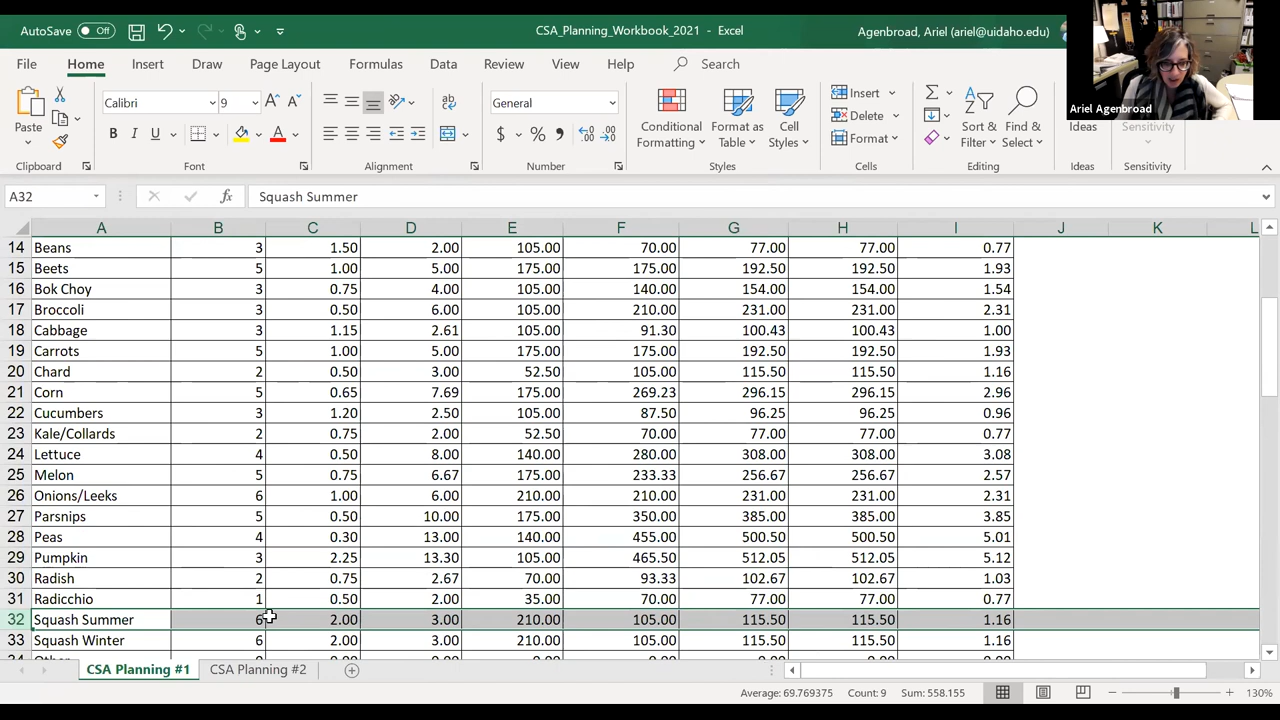 AutoSave Off CSA_Planning_Workbook_2021 - Excel Agenbroad, Ariel (ariel@uidaho.edu)
File Home Insert Draw Page Layout Formulas Data Review View Help Search
Ariel Agenbroad
Paste Calibri 9 General Conditional Formatting Format as Table Cell Styles Insert Delete Format Sort & Filter Find & Select Ideas Sensitivity
B I U A $ % 9
Clipboard Font Alignment Number Styles Cells Editing Ideas Sensitivity
A32 fx Squash Summer
A B C D E F G H I J K L
14 Beans 3 1.50 2.00 105.00 70.00 77.00 77.00 0.77
15 Beets 5 1.00 5.00 175.00 175.00 192.50 192.50 1.93
16 Bok Choy 3 0.75 4.00 105.00 140.00 154.00 154.00 1.54
17 Broccoli 3 0.50 6.00 105.00 210.00 231.00 231.00 2.31
18 Cabbage 3 1.15 2.61 105.00 91.30 100.43 100.43 1.00
19 Carrots 5 1.00 5.00 175.00 175.00 192.50 192.50 1.93
20 Chard 2 0.50 3.00 52.50 105.00 115.50 115.50 1.16
21 Corn 5 0.65 7.69 175.00 269.23 296.15 296.15 2.96
22 Cucumbers 3 1.20 2.50 105.00 87.50 96.25 96.25 0.96
23 Kale/Collards 2 0.75 2.00 52.50 70.00 77.00 77.00 0.77
24 Lettuce 4 0.50 8.00 140.00 280.00 308.00 308.00 3.08
25 Melon 5 0.75 6.67 175.00 233.33 256.67 256.67 2.57
26 Onions/Leeks 6 1.00 6.00 210.00 210.00 231.00 231.00 2.31
27 Parsnips 5 0.50 10.00 175.00 350.00 385.00 385.00 3.85
28 Peas 4 0.30 13.00 140.00 455.00 500.50 500.50 5.01
29 Pumpkin 3 2.25 13.30 105.00 465.50 512.05 512.05 5.12
30 Radish 2 0.75 2.67 70.00 93.33 102.67 102.67 1.03
31 Radicchio 1 0.50 2.00 35.00 70.00 77.00 77.00 0.77
32 Squash Summer 6 2.00 3.00 210.00 105.00 115.50 115.50 1.16
33 Squash Winter 6 2.00 3.00 210.00 105.00 115.50 115.50 1.16
CSA Planning #1 CSA Planning #2
Average: 69.769375 Count: 9 Sum: 558.155 130%